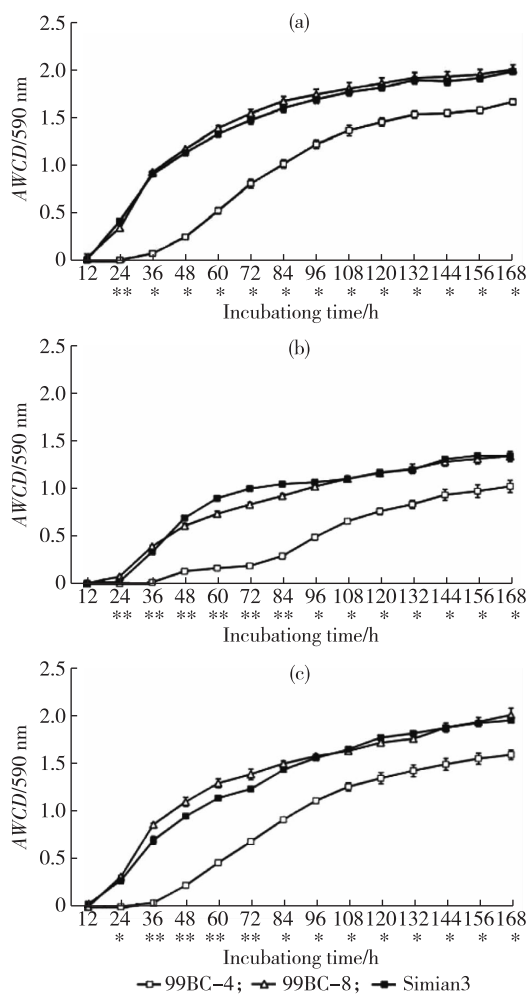 (a)
2.5
2.0
1.5
1.0
0.5
0
AWCD/590 nm
12 24 36 48 60 72 84 96 108 120 132 144 156 168
** * * * * * * * * * * * *
Incubationg time/h
(b)
2.5
2.0
1.5
1.0
0.5
0
AWCD/590 nm
12 24 36 48 60 72 84 96 108 120 132 144 156 168
** ** ** ** ** ** * * * * * * *
Incubationg time/h
(c)
2.5
2.0
1.5
1.0
0.5
0
AWCD/590 nm
12 24 36 48 60 72 84 96 108 120 132 144 156 168
* ** ** ** ** * * * * * * * *
Incubationg time/h
99BC-4; 99BC-8; Simian3